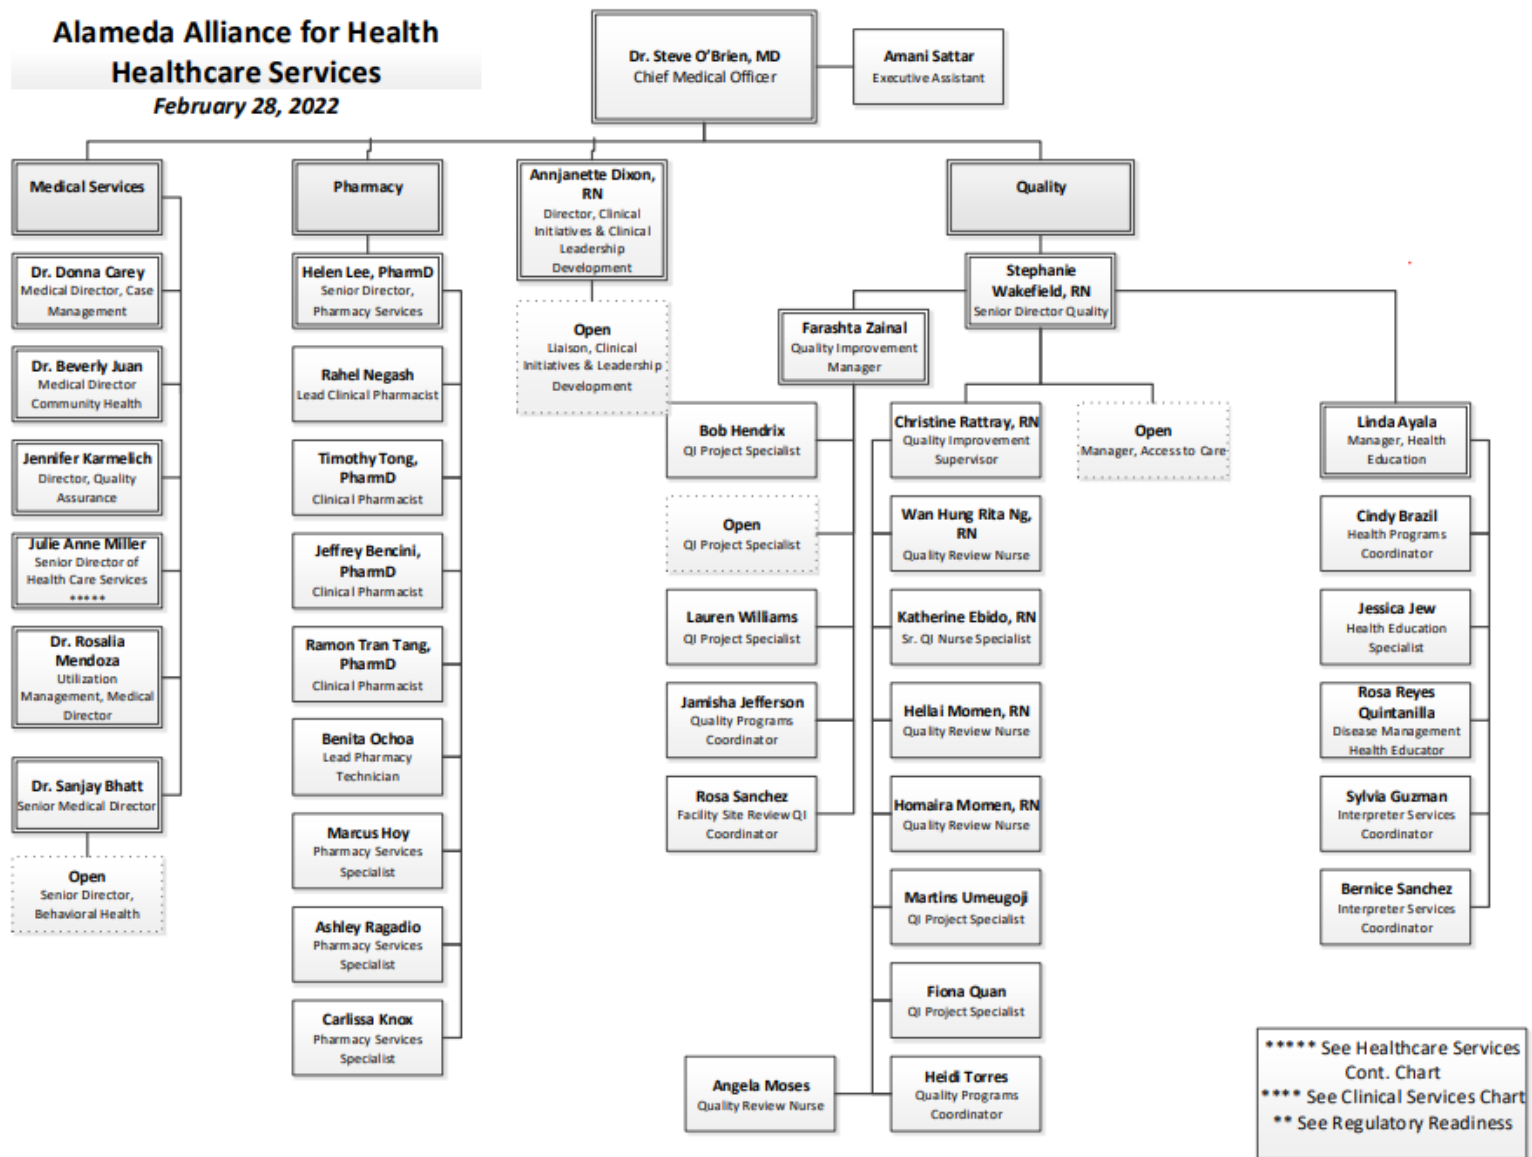 Alameda Alliance for Health
Healthcare Services
February 28, 2022
Dr. Steve O'Brien, MD
Chief Medical Officer
Amani Sattar
Executive Assistant
Medical Services
Dr. Donna Carey
Medical Director, Case
Management
Dr. Beverly Juan
Medical Director
Community Health
Jennifer Karmelich
Director, Quality
Assurance
Julie Anne Miller
Senior Director of
Health Care Services
*****
Dr. Rosalia
Mendoza
Utilization
Management, Medical
Director
Dr. Sanjay Bhatt
Senior Medical Director
Open
Senior Director,
Behavioral Health
Pharmacy
Helen Lee, PharmD
Senior Director,
Pharmacy Services
Rahel Negash
Lead Clinical Pharmacist
Timothy Tong,
PharmD
Clinical Pharmacist
Jeffrey Bencini,
PharmD
Clinical Pharmacist
Ramon Tran Tang,
PharmD
Clinical Pharmacist
Benita Ochoa
Lead Pharmacy
Technician
Marcus Hoy
Pharmacy Services
Specialist
Ashley Ragadio
Pharmacy Services
Specialist
Carlissa Knox
Pharmacy Services
Specialist
Annjanette Dixon,
RN
Director, Clinical
Initiatives & Clinical
Leadership
Development
Open
Liaison, Clinical
Initiatives & Leadership
Development
Quality
Stephanie
Wakefield, RN
Senior Director Quality
Farashta Zainal
Quality Improvement
Manager
Bob Hendrix
QI Project Specialist
Open
QI Project Specialist
Lauren Williams
QI Project Specialist
Jamisha Jefferson
Quality Programs
Coordinator
Rosa Sanchez
Facility Site Review QI
Coordinator
Christine Rattray, RN
Quality Improvement
Supervisor
Wan Hung Rita Ng,
RN
Quality Review Nurse
Katherine Ebido, RN
Sr. QI Nurse Specialist
Hellai Momen, RN
Quality Review Nurse
Homaira Momen, RN
Quality Review Nurse
Martins Umeugoji
QI Project Specialist
Fiona Quan
QI Project Specialist
Angela Moses
Quality Review Nurse
Heidi Torres
Quality Programs
Coordinator
Open
Manager, Access to Care
Linda Ayala
Manager, Health
Education
Cindy Brazil
Health Programs
Coordinator
Jessica Jew
Health Education
Specialist
Rosa Reyes
Quintanilla
Disease Management
Health Educator
Sylvia Guzman
Interpreter Services
Coordinator
Bernice Sanchez
Interpreter Services
Coordinator
***** See Healthcare Services
Cont. Chart
**** See Clinical Services Chart
** See Regulatory Readiness